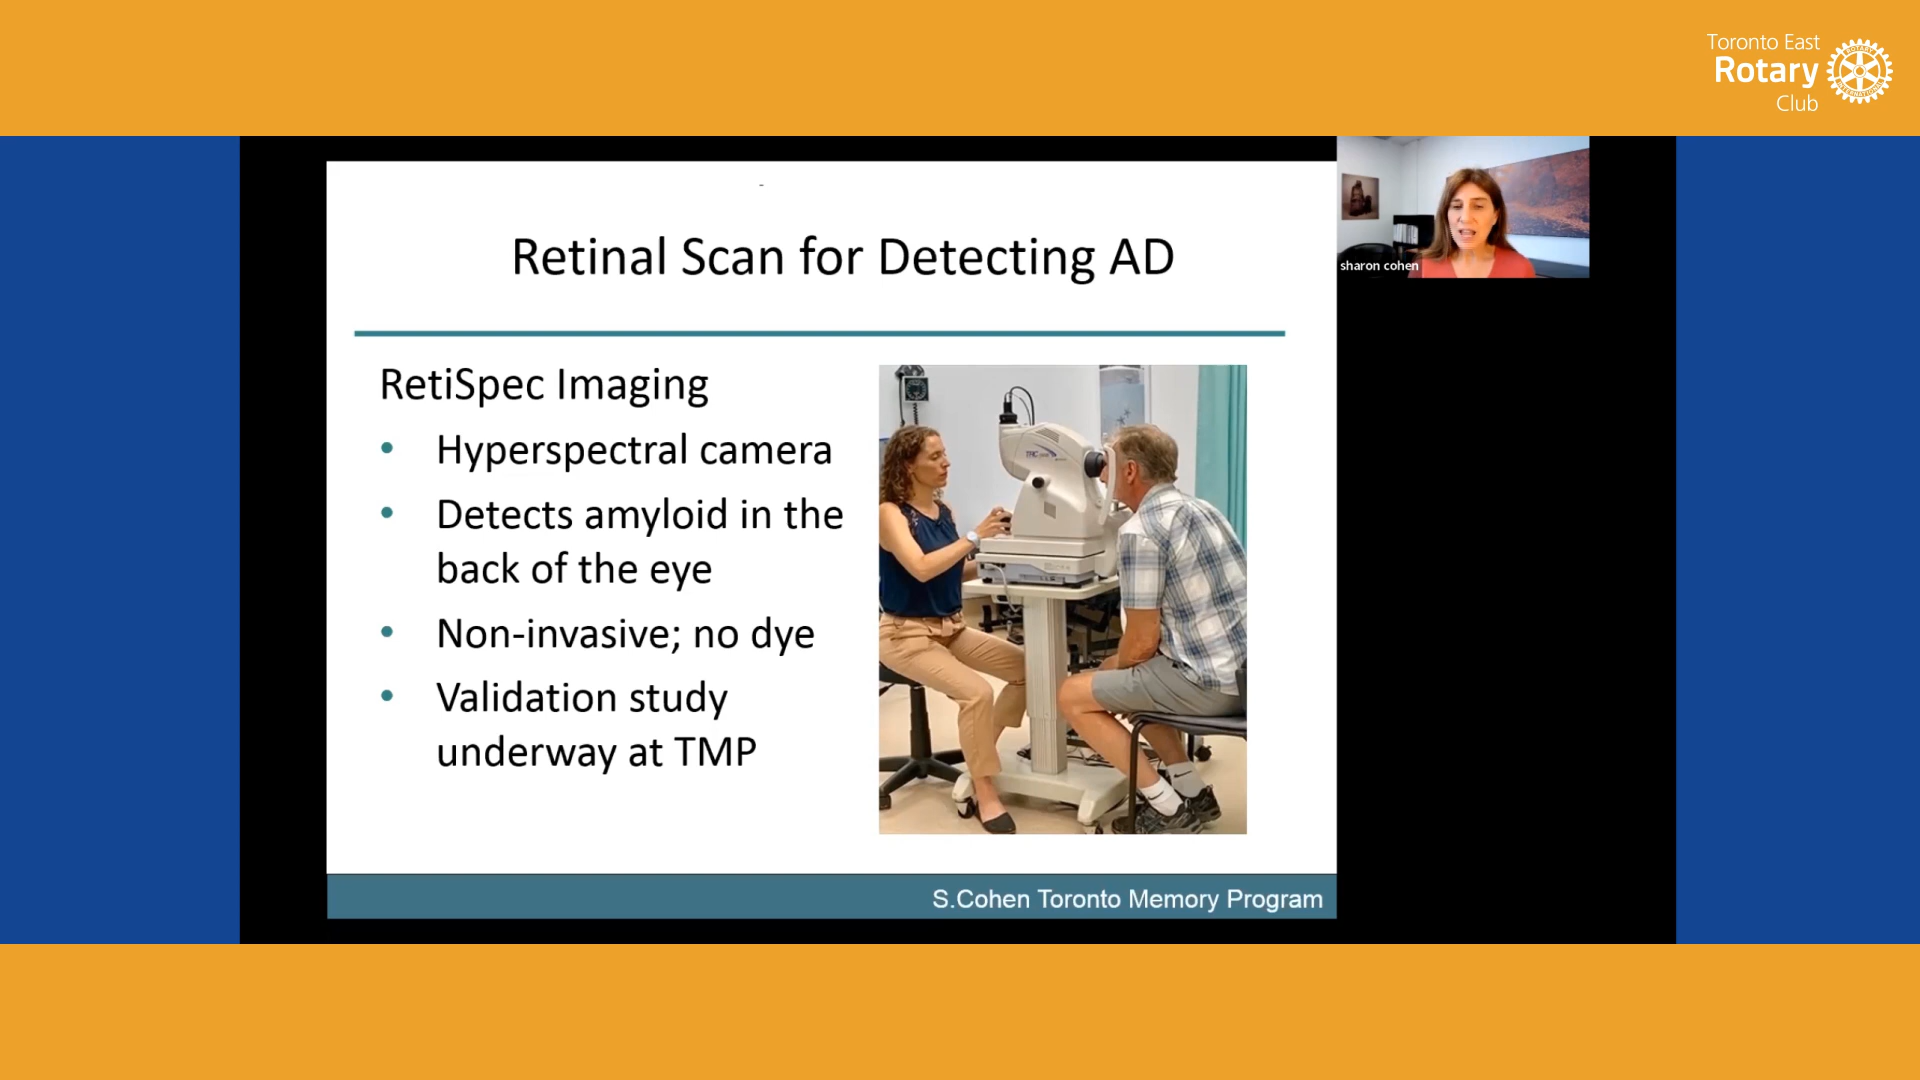 Toronto East
Rotary
Club
Retinal Scan for Detecting AD
sharon cohen
RetiSpec Imaging
• Hyperspectral camera
• Detects amyloid in the
back of the eye
• Non-invasive; no dye
• Validation study
underway at TMP
TRC
S.Cohen Toronto Memory Program